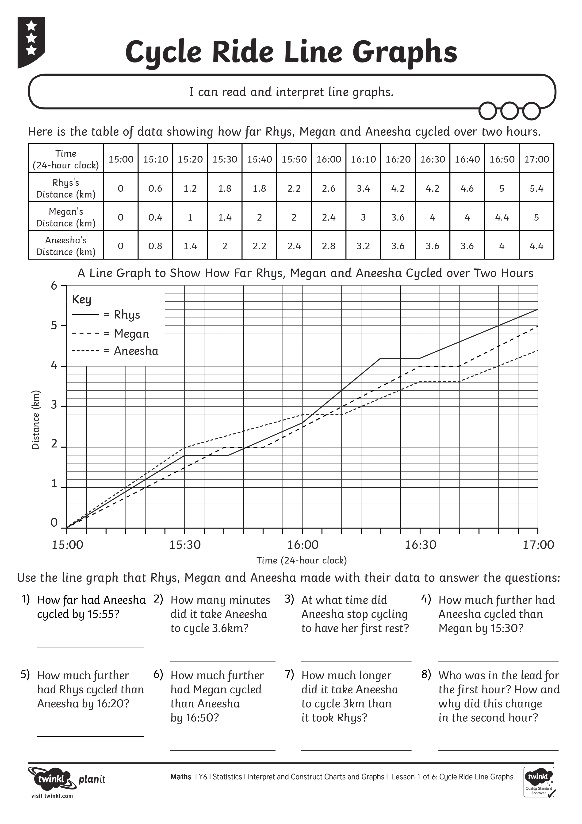 Cycle Ride Line Graphs
I can read and interpret line graphs.
Here is the table of data showing how far Rhys, Megan and Aneesha cycled over two hours.
Time (24-hour clock) 15:00 15:10 15:20 15:30 15:40 15:50 16:00 16:10 16:20 16:30 16:40 16:50 17:00
Rhys's Distance (km) 0 0.6 1.2 1.8 1.8 2.2 2.6 3.4 4.2 4.2 4.6 5 5.4
Megan's Distance (km) 0 0.4 1 1.4 2 2 2.4 3 3.6 4 4 4.4 5
Aneesha's Distance (km) 0 0.8 1.4 2 2.2 2.4 2.8 3.2 3.6 3.6 3.6 4 4.4
A Line Graph to Show How Far Rhys, Megan and Aneesha Cycled over Two Hours
Key
= Rhys
= Megan
= Aneesha
6
5
4
3
2
1
0
Distance (km)
15:00 15:30 16:00 16:30 17:00
Time (24-hour clock)
Use the line graph that Rhys, Megan and Aneesha made with their data to answer the questions:
1) How far had Aneesha
cycled by 15:55?
2) How many minutes
did it take Aneesha
to cycle 3.6km?
3) At what time did
Aneesha stop cycling
to have her first rest?
4) How much further had
Aneesha cycled than
Megan by 15:30?
5) How much further
had Rhys cycled than
Aneesha by 16:20?
6) How much further
had Megan cycled
than Aneesha
by 16:50?
7) How much longer
did it take Aneesha
to cycle 3km than
it took Rhys?
8) Who was in the lead for
the first hour? How and
why did this change
in the second hour?
twinkl planit
visit twinkl.com
Maths | Y6 | Statistics | Interpret and Construct Charts and Graphs | Lesson 1 of 6: Cycle Ride Line Graphs
twinkl
Quality Standard
Approved